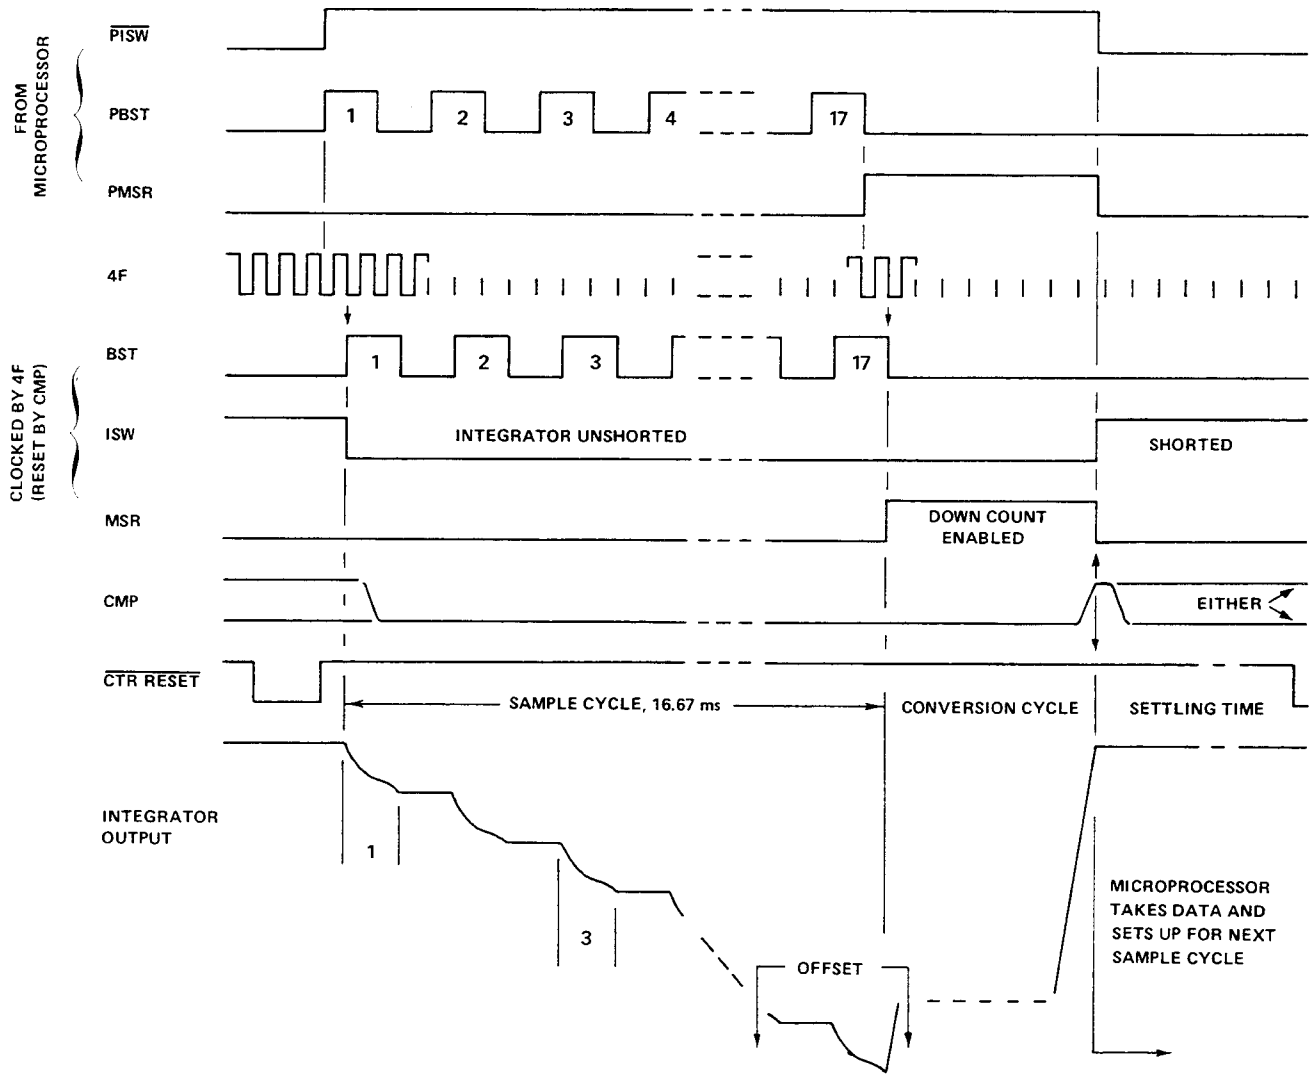 FROM
MICROPROCESSOR
PISW
PBST
1
2
3
4
17
PMSR
4F
CLOCKED BY 4F
(RESET BY CMP)
BST
1
2
3
17
ISW
INTEGRATOR UNSHORTED
SHORTED
MSR
DOWN COUNT
ENABLED
CMP
EITHER
CTR RESET
SAMPLE CYCLE, 16.67 ms
CONVERSION CYCLE
SETTLING TIME
INTEGRATOR
OUTPUT
1
3
OFFSET
MICROPROCESSOR
TAKES DATA AND
SETS UP FOR NEXT
SAMPLE CYCLE